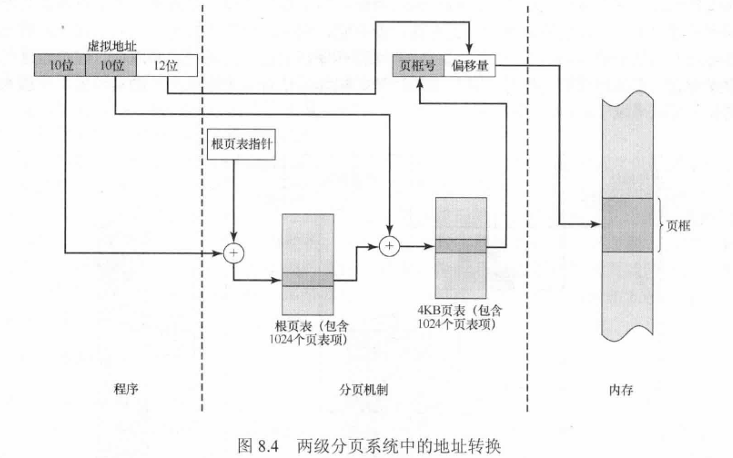 虚拟地址
10位 10位 12位
页框号 偏移量
根页表指针
页框
根页表（包含
1024个页表项）
4KB页表（包含
1024个页表项）
程序 分页机制 内存
图 8.4 两级分页系统中的地址转换